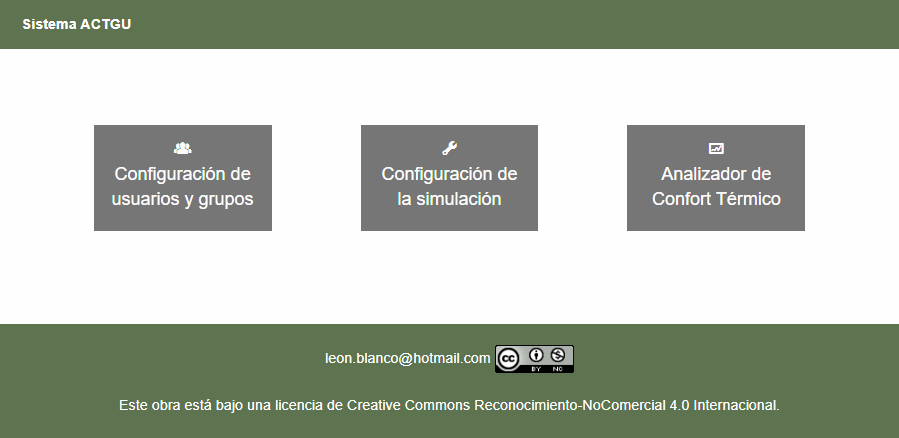 Sistema ACTGU
Configuración de
usuarios y grupos
Configuración de
la simulación
Analizador de
Confort Térmico
leon.blanco@hotmail.com
cc
BY NC
Este obra está bajo una licencia de Creative Commons Reconocimiento-NoComercial 4.0 Internacional.